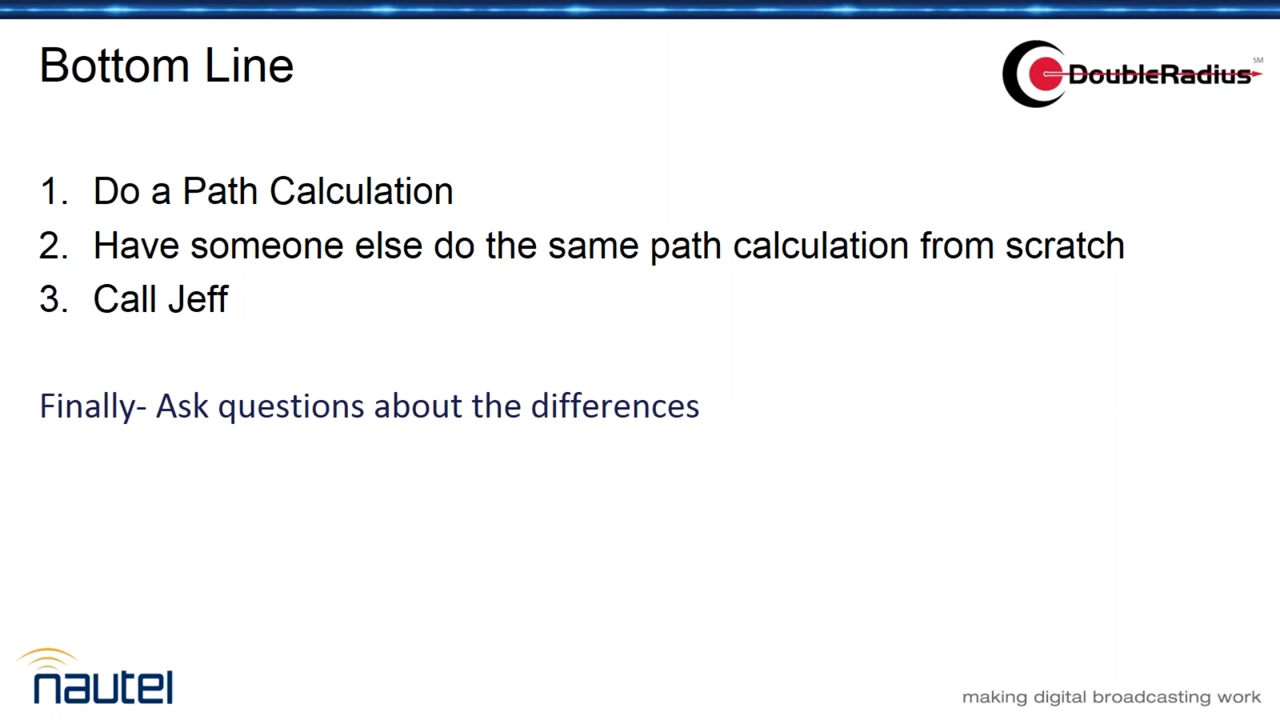 Bottom Line
DoubleRadius SM
1. Do a Path Calculation
2. Have someone else do the same path calculation from scratch
3. Call Jeff
Finally- Ask questions about the differences
nautel
making digital broadcasting work